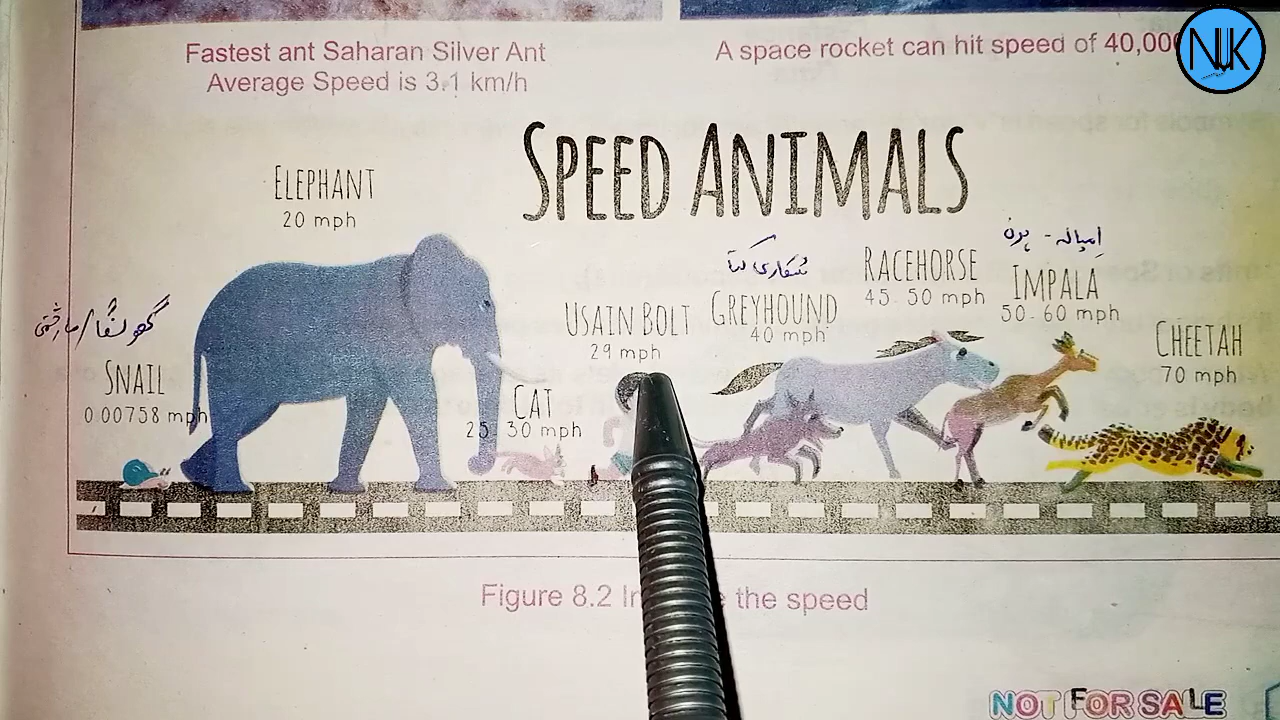 Fastest ant Saharan Silver Ant
Average Speed is 3.1 km/h
A space rocket can hit speed of 40,000
NJK
SPEED ANIMALS
ELEPHANT
20 mph
گھونگا/
SNAIL
0.00758 mph
CAT
25 30 mph
USAIN BOLT
29 mph
شکاری کتا
GREYHOUND
40 mph
RACEHORSE
45-50 mph
امپالہ - ہرن
IMPALA
50-60 mph
CHEETAH
70 mph
Figure 8.2 the speed
NOT FOR SALE